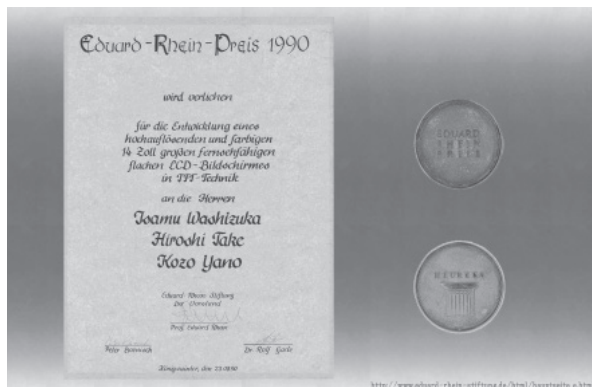 Eduard-Rhein-Preis 1990
wird verliehen
für die Entwicklung eines
hochauflösenden und farbigen
14 Zoll großen fernsehfähigen
flachen LCD-Bildschirmes
in TFT-Technik
an die Herren
Isamu Washizuka
Hiroshi Take
Kozo Yano
Eduard-Rhein-Stiftung
Der Vorstand
Prof. Eduard Rhein
Dr. Rolf
Königswinter, den
EDUARD
RHEIN
PREIS
HEUREKA
http://www.eduard-rhein-stiftung.de/html/hauptseite_e.htm